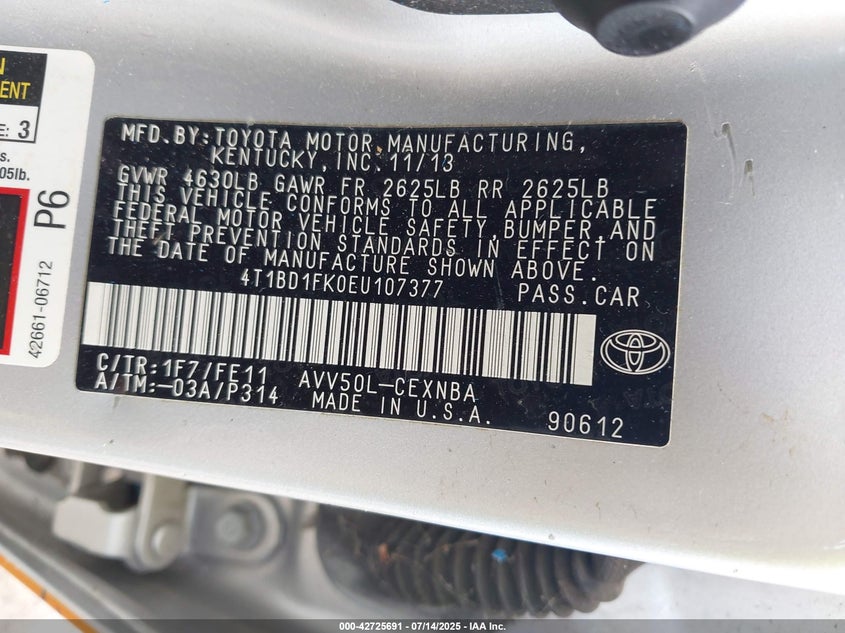 N
ENT
E: 3
s.
05lb.
P6
42661-06712
MFD.BY:TOYOTA MOTOR MANUFACTURING,
KENTUCKY,INC.11/13
GVWR 4630LB GAWR FR 2625LB RR 2625LB
THIS VEHICLE CONFORMS TO ALL APPLICABLE
FEDERAL MOTOR VEHICLE SAFETY,BUMPER,AND
THEFT PREVENTION STANDARDS IN EFFECT ON
THE DATE OF MANUFACTURE SHOWN ABOVE.
4T1BD1FK0EU107377 PASS.CAR
C/TR:1F7/FE11 AVV50L-CEXNBA
A/TM:-03A/P314 MADE IN U.S.A. 90612
000-42725691 - 07/14/2025 - IAA Inc.